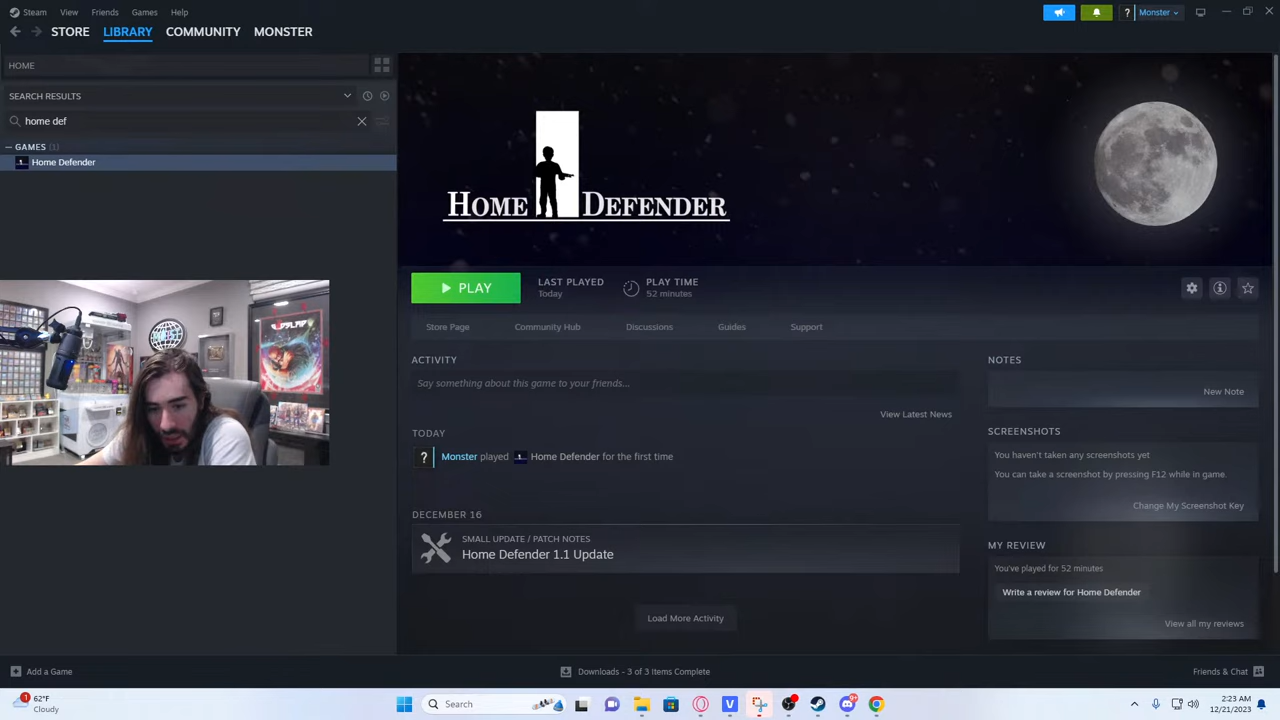 Steam View Friends Games Help
Monster
STORE LIBRARY COMMUNITY MONSTER
HOME
SEARCH RESULTS
home def
GAMES (1)
Home Defender
HOME DEFENDER
PLAY
LAST PLAYED
Today
PLAY TIME
52 minutes
Store Page Community Hub Discussions Guides Support
ACTIVITY
Say something about this game to your friends...
View Latest News
TODAY
Monster played Home Defender for the first time
DECEMBER 16
SMALL UPDATE / PATCH NOTES
Home Defender 1.1 Update
Load More Activity
NOTES
New Note
SCREENSHOTS
You haven't taken any screenshots yet
You can take a screenshot by pressing F12 while in game.
Change My Screenshot Key
MY REVIEW
You've played for 52 minutes
Write a review for Home Defender
View all my reviews
Add a Game
Downloads - 3 of 3 Items Complete
Friends & Chat
1
62°F
Cloudy
Search
2:23 AM
12/21/2023